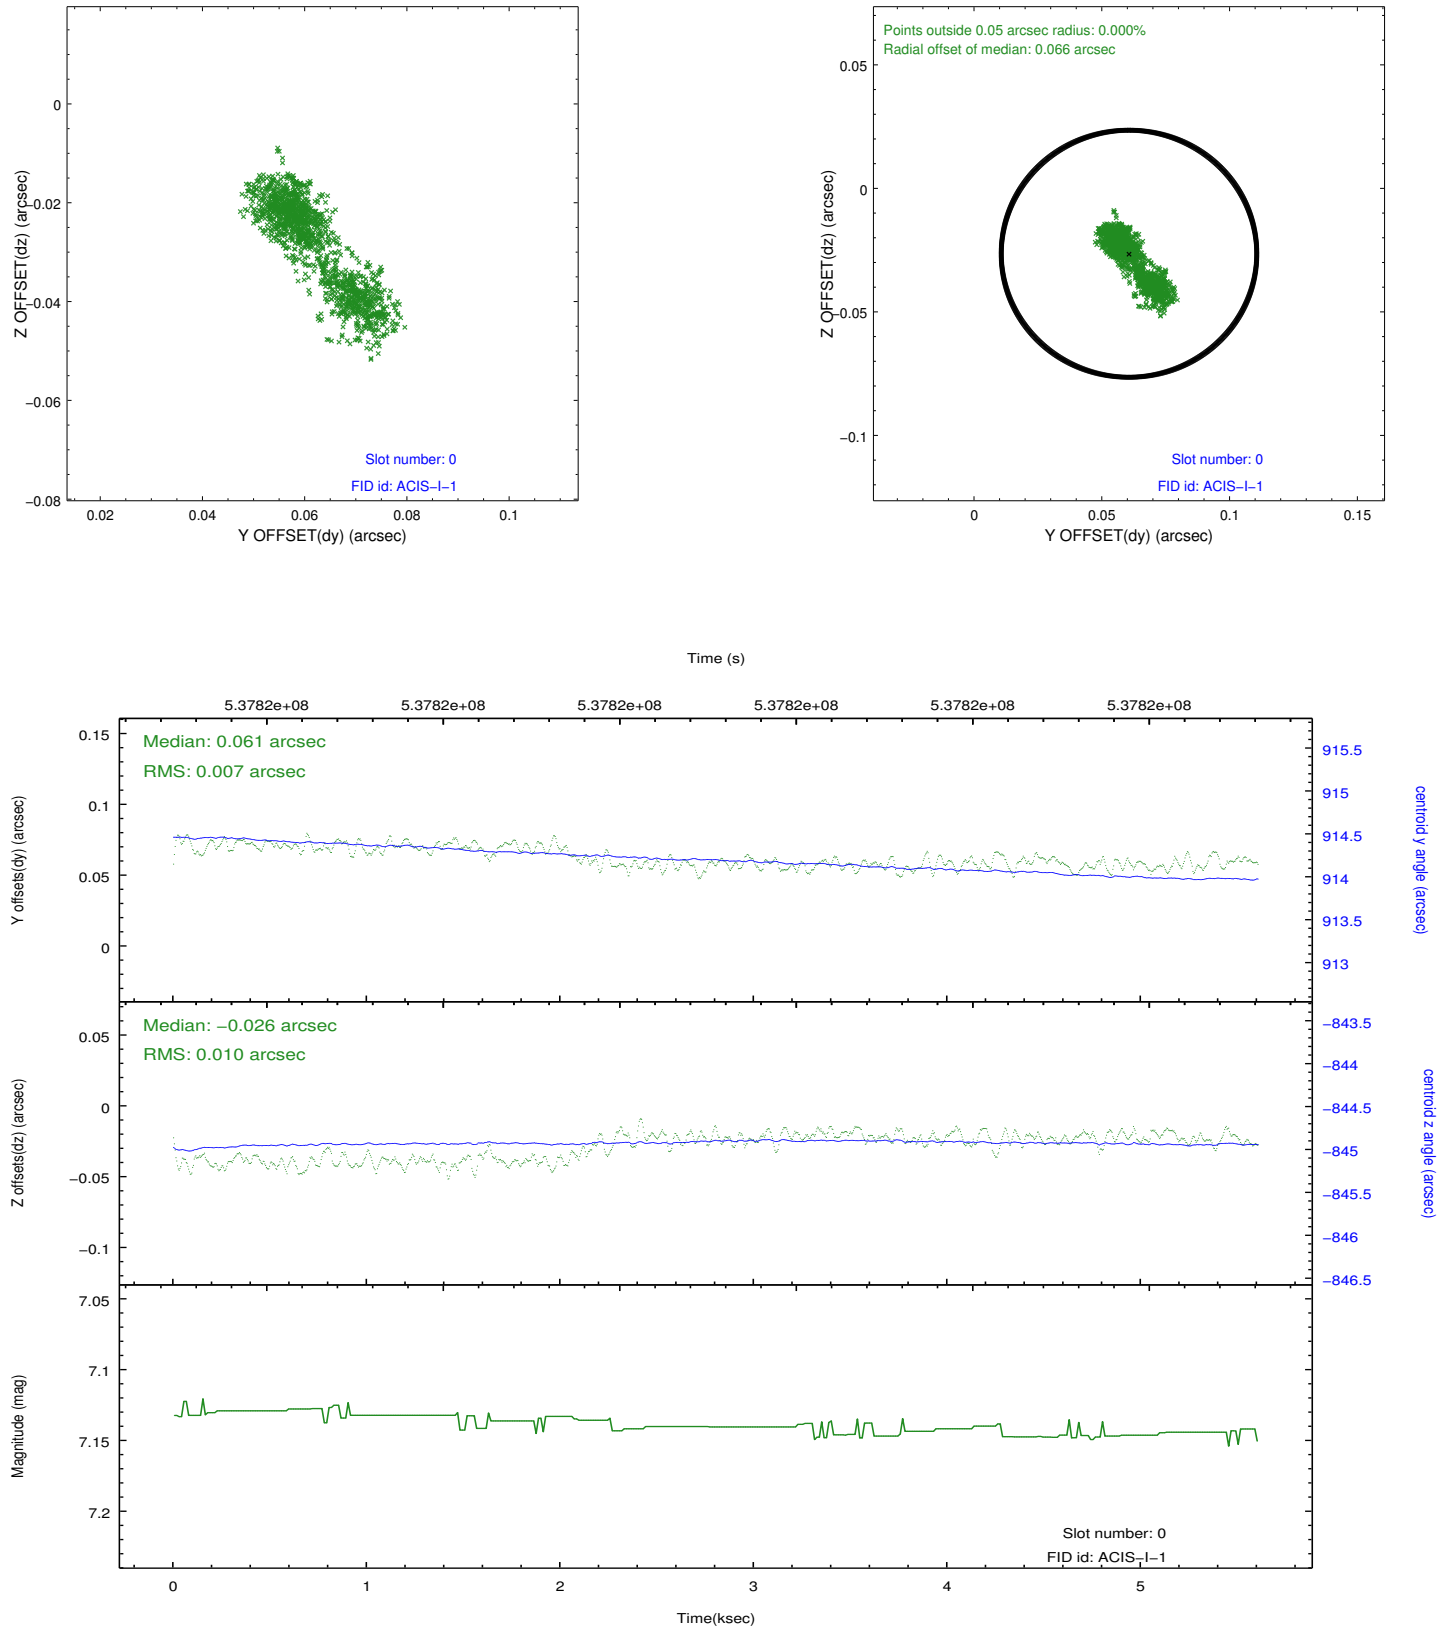 0
−0.02
−0.04
−0.06
−0.08
0.02
0.04
0.06
0.08
0.1
Z OFFSET(dz) (arcsec)
Y OFFSET(dy) (arcsec)
Slot number: 0
FID id: ACIS−I−1
Points outside 0.05 arcsec radius: 0.000%
Radial offset of median: 0.066 arcsec
0.05
0
−0.05
−0.1
0
0.05
0.1
0.15
Z OFFSET(dz) (arcsec)
Y OFFSET(dy) (arcsec)
Slot number: 0
FID id: ACIS−I−1
Time (s)
5.3782e+08
5.3782e+08
5.3782e+08
5.3782e+08
5.3782e+08
5.3782e+08
Median: 0.061 arcsec
RMS: 0.007 arcsec
0.15
0.1
0.05
0
Y offsets(dy) (arcsec)
915.5
915
914.5
914
913.5
913
centroid y angle (arcsec)
Median: −0.026 arcsec
RMS: 0.010 arcsec
0.05
0
−0.05
−0.1
Z offsets(dz) (arcsec)
−843.5
−844
−844.5
−845
−845.5
−846
−846.5
centroid z angle (arcsec)
7.05
7.1
7.15
7.2
Magnitude (mag)
Slot number: 0
FID id: ACIS−I−1
0
1
2
3
4
5
Time(ksec)